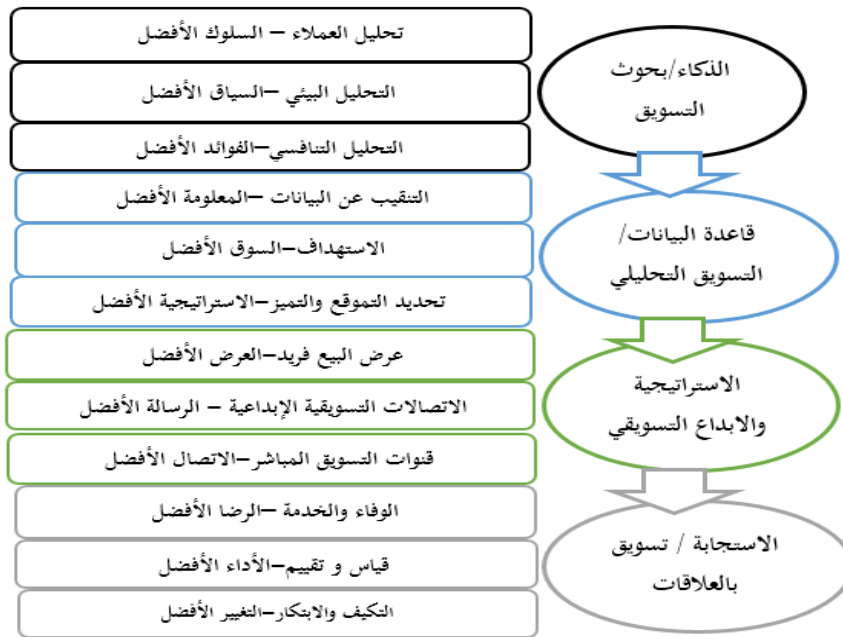 الذكاء/بحوث
التسويق
تحليل العملاء – السلوك الأفضل
التحليل البيئي –السياق الأفضل
التحليل التنافسي–الفوائد الأفضل
قاعدة البيانات/
التسويق التحليلي
التنقيب عن البيانات –المعلومة الأفضل
الاستهداف–السوق الأفضل
تحديد التموقع والتميز–الاستراتيجية الأفضل
الاستراتيجية
والابداع التسويقي
عرض البيع فريد–العرض الأفضل
الاتصالات التسويقية الإبداعية – الرسالة الأفضل
قنوات التسويق المباشر–الاتصال الأفضل
الاستجابة / تسويق
بالعلاقات
الوفاء والخدمة –الرضا الأفضل
قياس و تقييم–الأداء الأفضل
التكيف والابتكار–التغيير الأفضل